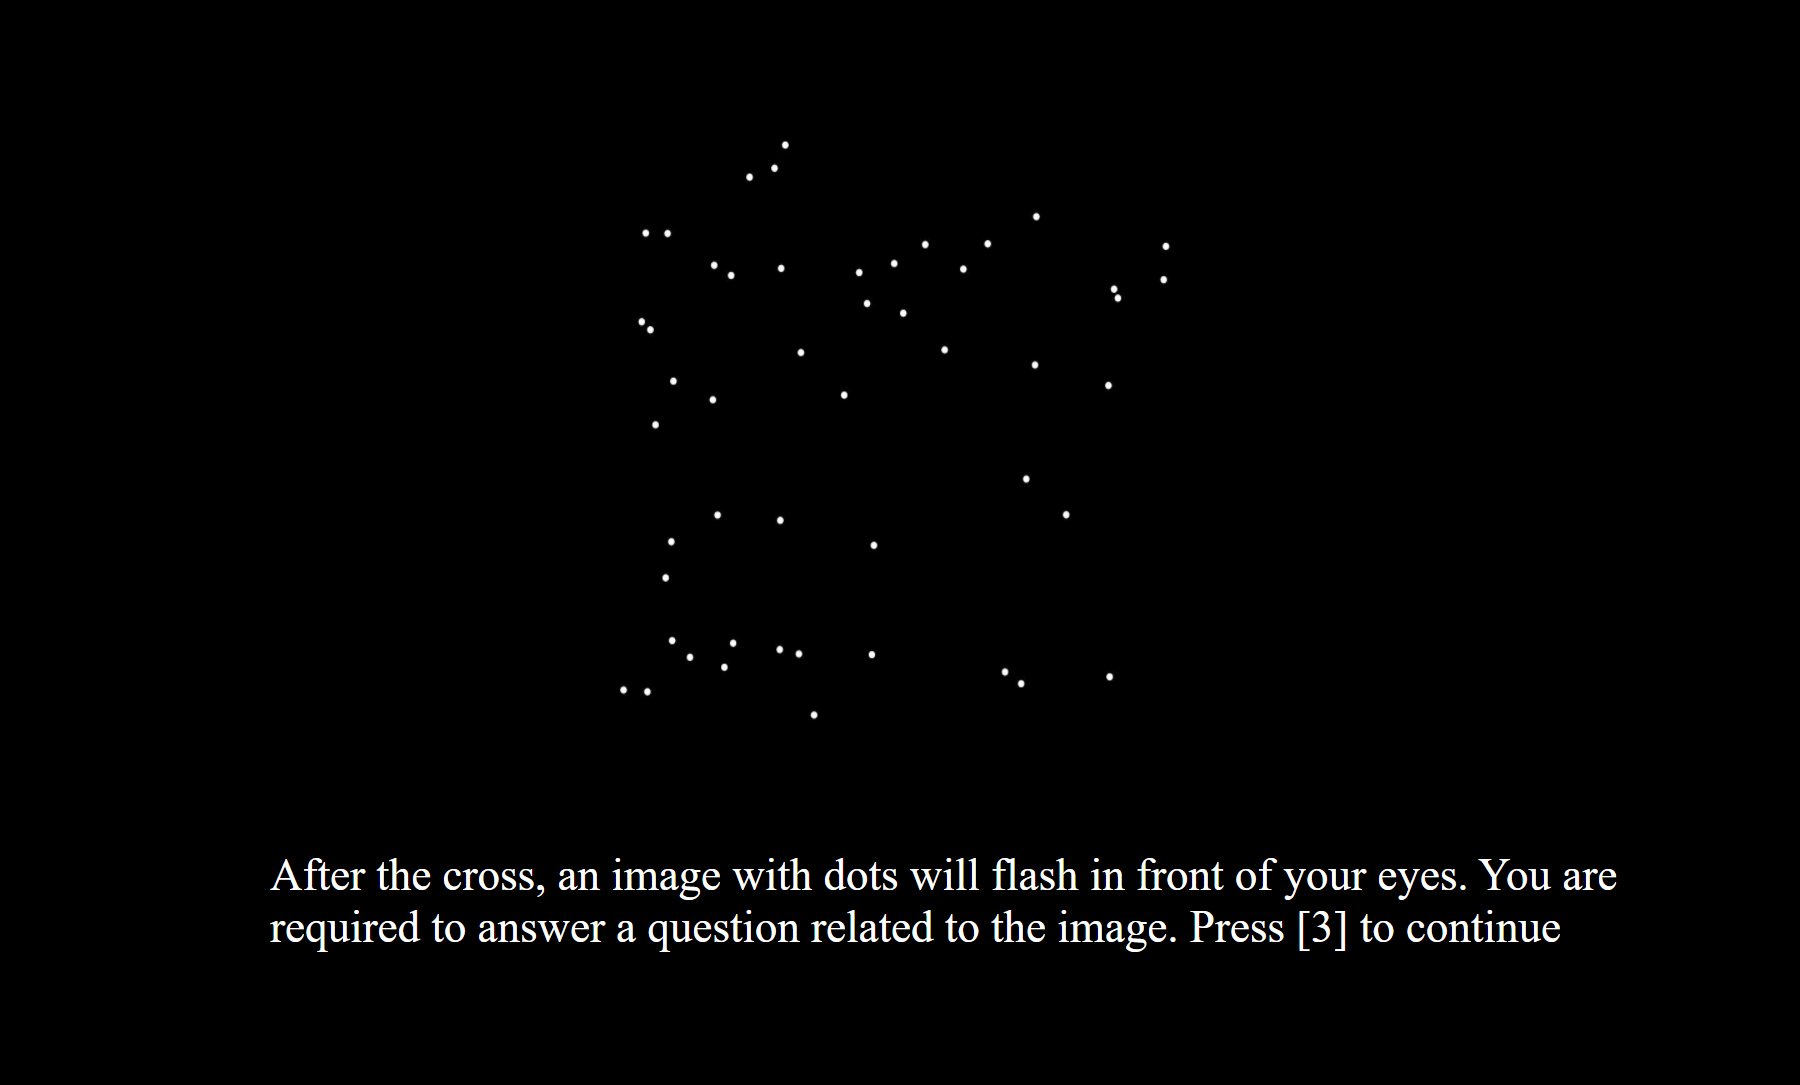 After the cross, an image with dots will flash in front of your eyes. You are
required to answer a question related to the image. Press [3] to continue